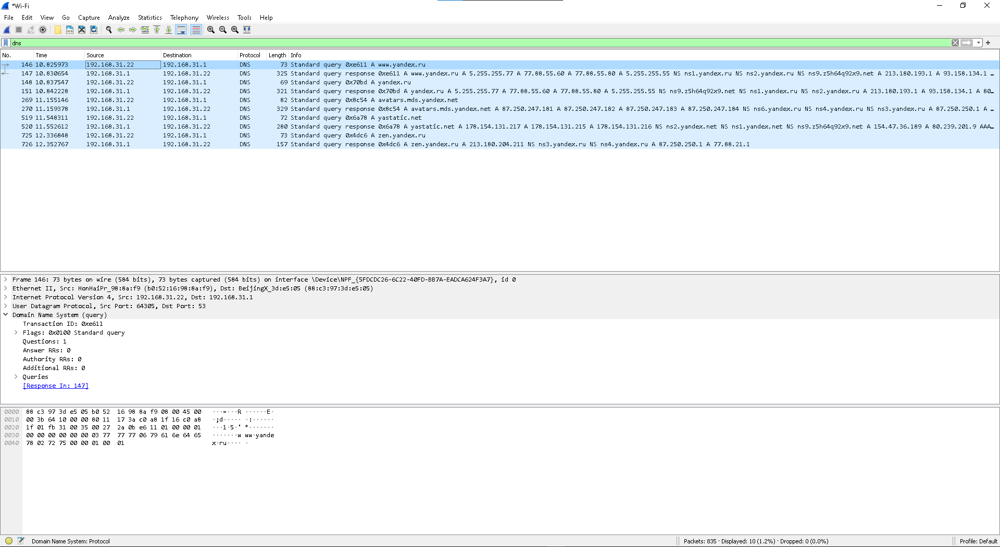 *Wi-Fi
File Edit View Go Capture Analyze Statistics Telephony Wireless Tools Help
dns
No. Time Source Destination Protocol Length Info
146 10.825973 192.168.31.22 192.168.31.1 DNS 73 Standard query 0xe611 A www.yandex.ru
147 10.830654 192.168.31.1 192.168.31.22 DNS 325 Standard query response 0xe611 A www.yandex.ru A 5.255.255.77 A 77.88.55.60 A 77.88.55.80 A 5.255.255.55 NS ns1.yandex.ru NS ns2.yandex.ru NS ns9.z5h64q92x9.net A 213.180.193.1 A 93.158.134.1 …
148 10.837547 192.168.31.22 192.168.31.1 DNS 69 Standard query 0x70bd A yandex.ru
151 10.842228 192.168.31.1 192.168.31.22 DNS 321 Standard query response 0x70bd A yandex.ru A 5.255.255.77 A 77.88.55.60 A 77.88.55.80 A 5.255.255.55 NS ns9.z5h64q92x9.net NS ns1.yandex.ru NS ns2.yandex.ru A 213.180.193.1 A 93.158.134.1 A 80…
269 11.155146 192.168.31.22 192.168.31.1 DNS 82 Standard query 0x8c54 A avatars.mds.yandex.net
270 11.159378 192.168.31.1 192.168.31.22 DNS 329 Standard query response 0x8c54 A avatars.mds.yandex.net A 87.250.247.181 A 87.250.247.182 A 87.250.247.183 A 87.250.247.184 NS ns6.yandex.ru NS ns4.yandex.ru NS ns3.yandex.ru A 87.250.250.1 A …
519 11.548311 192.168.31.22 192.168.31.1 DNS 72 Standard query 0x6a78 A yastatic.net
520 11.552612 192.168.31.1 192.168.31.22 DNS 280 Standard query response 0x6a78 A yastatic.net A 178.154.131.217 A 178.154.131.215 A 178.154.131.216 NS ns2.yandex.net NS ns1.yandex.net NS ns9.z5h64q92x9.net A 154.47.36.189 A 80.239.201.9 AAA…
725 12.336848 192.168.31.22 192.168.31.1 DNS 73 Standard query 0x4dc6 A zen.yandex.ru
726 12.352767 192.168.31.1 192.168.31.22 DNS 157 Standard query response 0x4dc6 A zen.yandex.ru A 213.180.204.211 NS ns3.yandex.ru NS ns4.yandex.ru A 87.250.250.1 A 77.88.21.1
Frame 146: 73 bytes on wire (584 bits), 73 bytes captured (584 bits) on interface \Device\NPF_{5FDCDC26-6C22-40FD-BB7A-EADCA624F3A7}, id 0
Ethernet II, Src: HonHaiPr_98:8a:f9 (b0:52:16:98:8a:f9), Dst: BeijingX_3d:e5:05 (88:c3:97:3d:e5:05)
Internet Protocol Version 4, Src: 192.168.31.22, Dst: 192.168.31.1
User Datagram Protocol, Src Port: 64305, Dst Port: 53
Domain Name System (query)
Transaction ID: 0xe611
Flags: 0x0100 Standard query
Questions: 1
Answer RRs: 0
Authority RRs: 0
Additional RRs: 0
Queries
[Response In: 147]
0000 88 c3 97 3d e5 05 b0 52 16 98 8a f9 08 00 45 00 ···=···R ······E·
0010 00 3b 64 10 00 00 80 11 17 3a c0 a8 1f 16 c0 a8 ·;d····· ·:······
0020 1f 01 fb 31 00 35 00 27 2a 0b e6 11 01 00 00 01 ···1·5·' *·······
0030 00 00 00 00 00 00 03 77 77 77 06 79 61 6e 64 65 ·······w ww·yande
0040 78 02 72 75 00 00 01 00 01 x·ru···· ·
Domain Name System: Protocol
Packets: 835 · Displayed: 10 (1.2%) · Dropped: 0 (0.0%)
Profile: Default